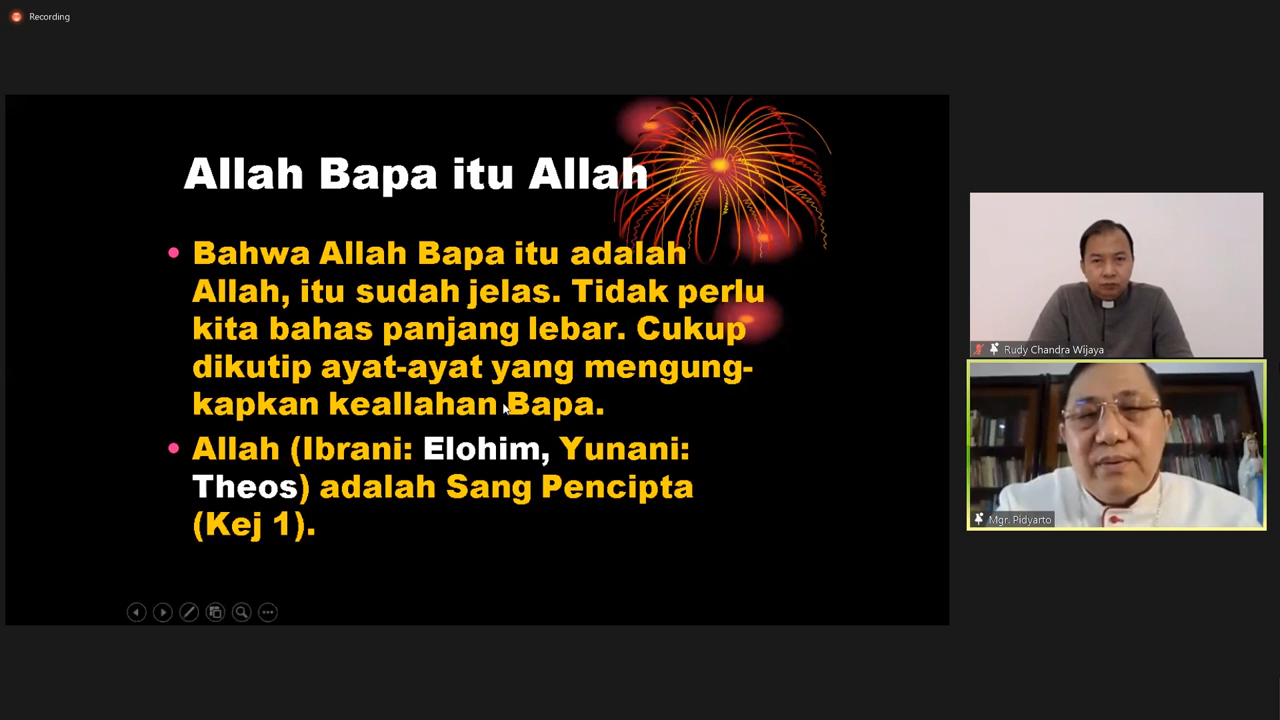 Recording
Allah Bapa itu Allah
• Bahwa Allah Bapa itu adalah
Allah, itu sudah jelas. Tidak perlu
kita bahas panjang lebar. Cukup
dikutip ayat-ayat yang mengung-
kapkan keallahan Bapa.
• Allah (Ibrani: Elohim, Yunani:
Theos) adalah Sang Pencipta
(Kej 1).
Rudy Chandra Wijaya
Mgr. Pidyarto